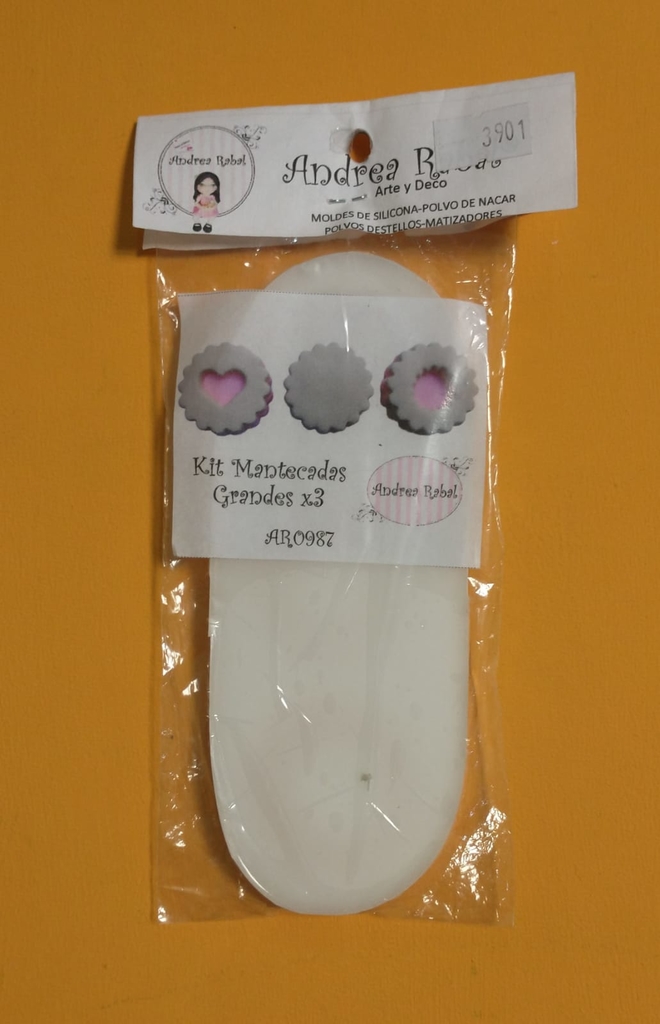 Andrea Rabal
3901
Andrea
Arte y Deco
MOLDES DE SILICONA-POLVO DE NACAR
POLVOS DESTELLOS-MATIZADORES
Kit Mantecadas
Grandes x3
Andrea Rabal
AR0987